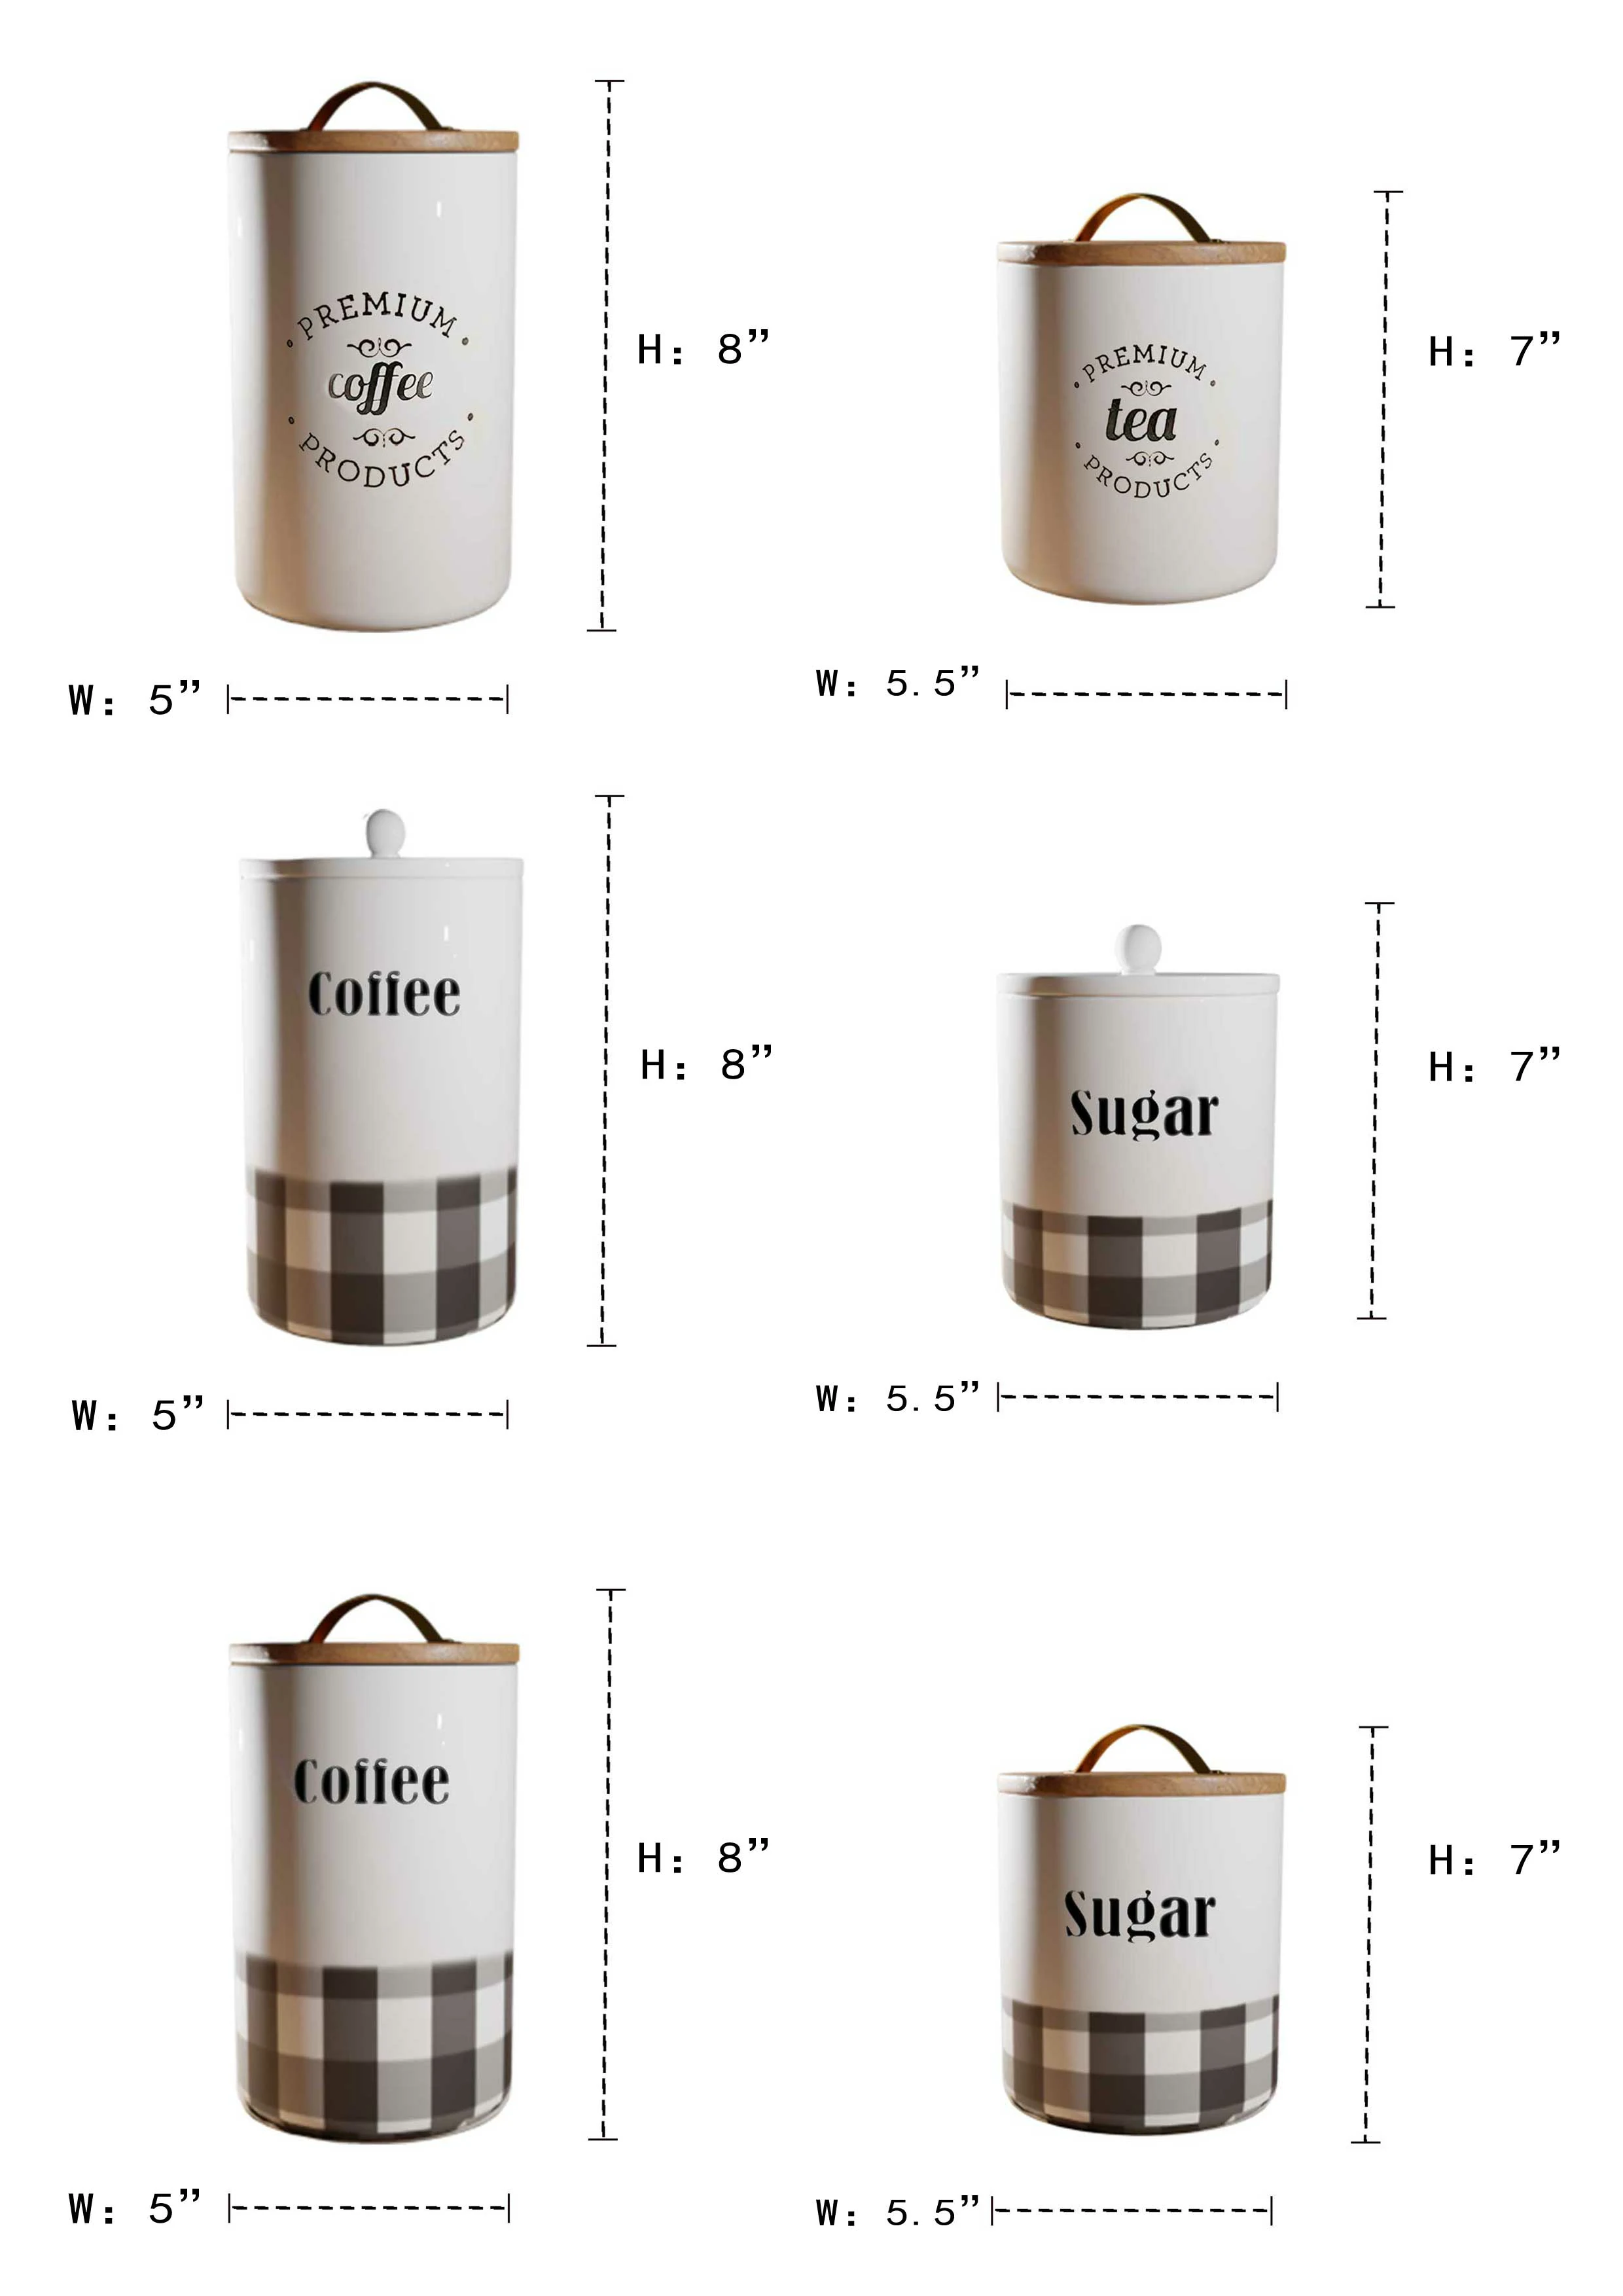 PREMIUM
coffee
PRODUCTS
H: 8”
W: 5”
PREMIUM
tea
PRODUCTS
H: 7”
W: 5.5”
Coffee
H: 8”
W: 5”
Sugar
H: 7”
W: 5.5”
Coffee
H: 8”
W: 5”
Sugar
H: 7”
W: 5.5”